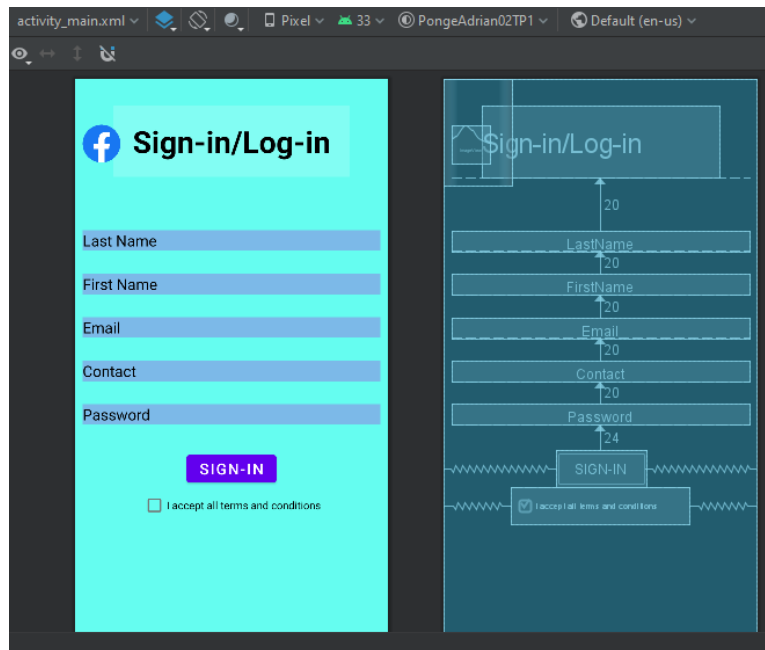 activity_main.xml Pixel 33 PongeAdrian02TP1 Default (en-us)
Sign-in/Log-in
Last Name
First Name
Email
Contact
Password
SIGN-IN
I accept all terms and conditions
Sign-in/Log-in
20
LastName
20
FirstName
20
Email
20
Contact
20
Password
24
SIGN-IN
I accept all terms and conditions